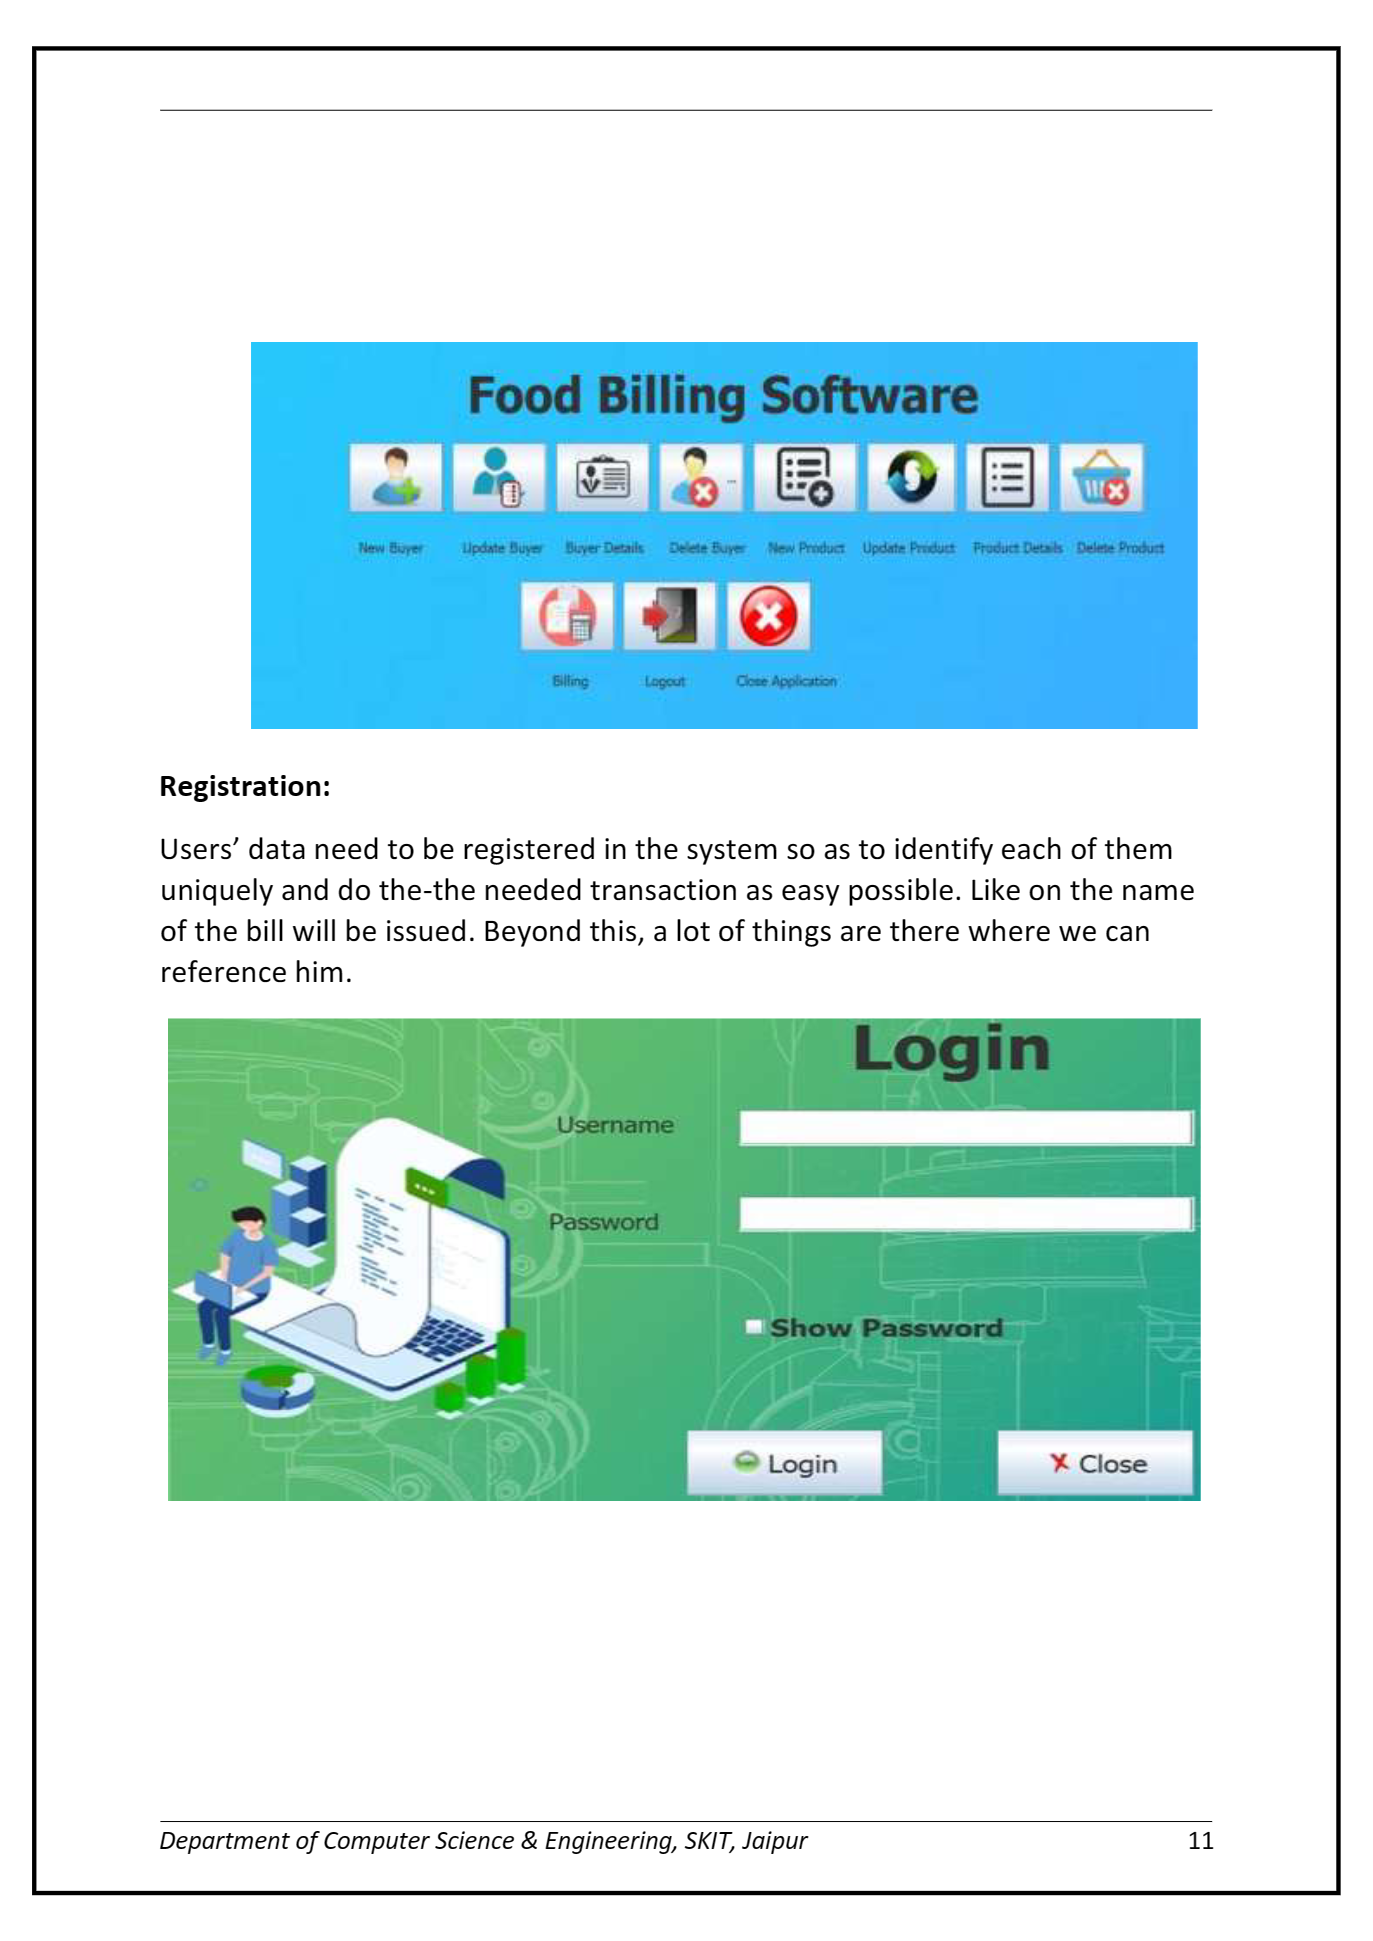 Food Billing Software
New Buyer Update Buyer Buyer Details Delete Buyer New Product Update Product Product Details Delete Product
Billing Logout Close Application
Registration:
Users’ data need to be registered in the system so as to identify each of them
uniquely and do the-the needed transaction as easy possible. Like on the name
of the bill will be issued. Beyond this, a lot of things are there where we can
reference him.
Login
Username
Password
Show Password
Login Close
Department of Computer Science & Engineering, SKIT, Jaipur 11